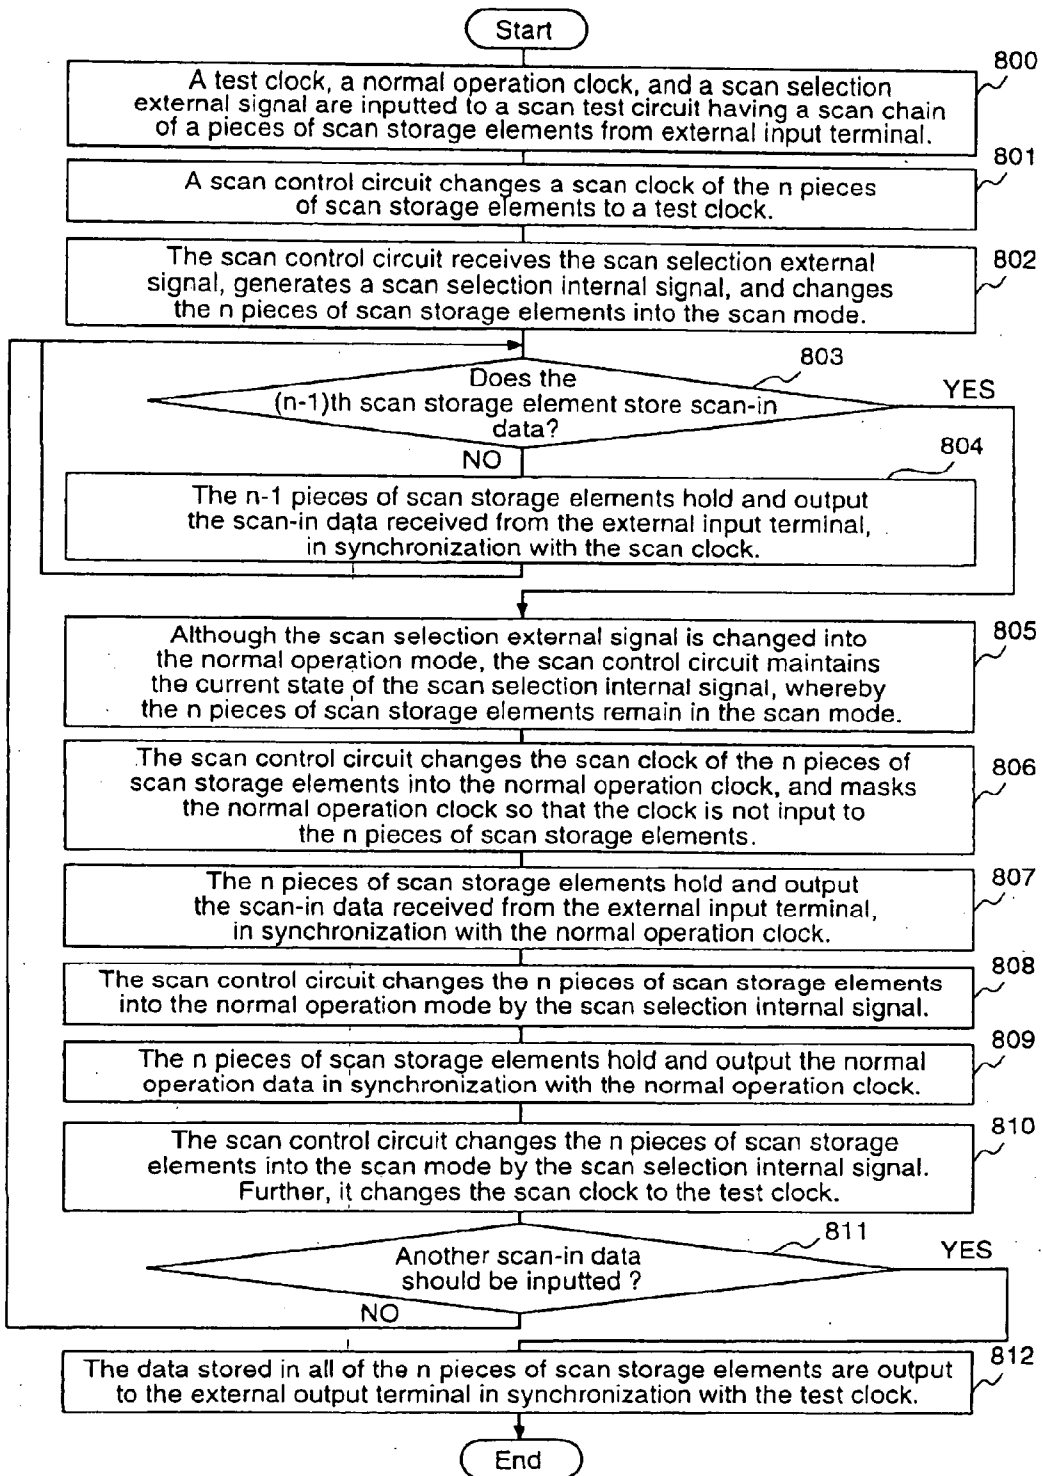 Start
800
A test clock, a normal operation clock, and a scan selection
external signal are inputted to a scan test circuit having a scan chain
of a pieces of scan storage elements from external input terminal.
801
A scan control circuit changes a scan clock of the n pieces
of scan storage elements to a test clock.
802
The scan control circuit receives the scan selection external
signal, generates a scan selection internal signal, and changes
the n pieces of scan storage elements into the scan mode.
803
Does the
(n-1)th scan storage element store scan-in
data?
YES
NO
804
The n-1 pieces of scan storage elements hold and output
the scan-in data received from the external input terminal,
in synchronization with the scan clock.
805
Although the scan selection external signal is changed into
the normal operation mode, the scan control circuit maintains
the current state of the scan selection internal signal, whereby
the n pieces of scan storage elements remain in the scan mode.
806
The scan control circuit changes the scan clock of the n pieces of
scan storage elements into the normal operation clock, and masks
the normal operation clock so that the clock is not input to
the n pieces of scan storage elements.
807
The n pieces of scan storage elements hold and output
the scan-in data received from the external input terminal,
in synchronization with the normal operation clock.
808
The scan control circuit changes the n pieces of scan storage elements
into the normal operation mode by the scan selection internal signal.
809
The n pieces of scan storage elements hold and output the normal
operation data in synchronization with the normal operation clock.
810
The scan control circuit changes the n pieces of scan storage
elements into the scan mode by the scan selection internal signal.
Further, it changes the scan clock to the test clock.
811
Another scan-in data
should be inputted ?
YES
NO
812
The data stored in all of the n pieces of scan storage elements are output
to the external output terminal in synchronization with the test clock.
End